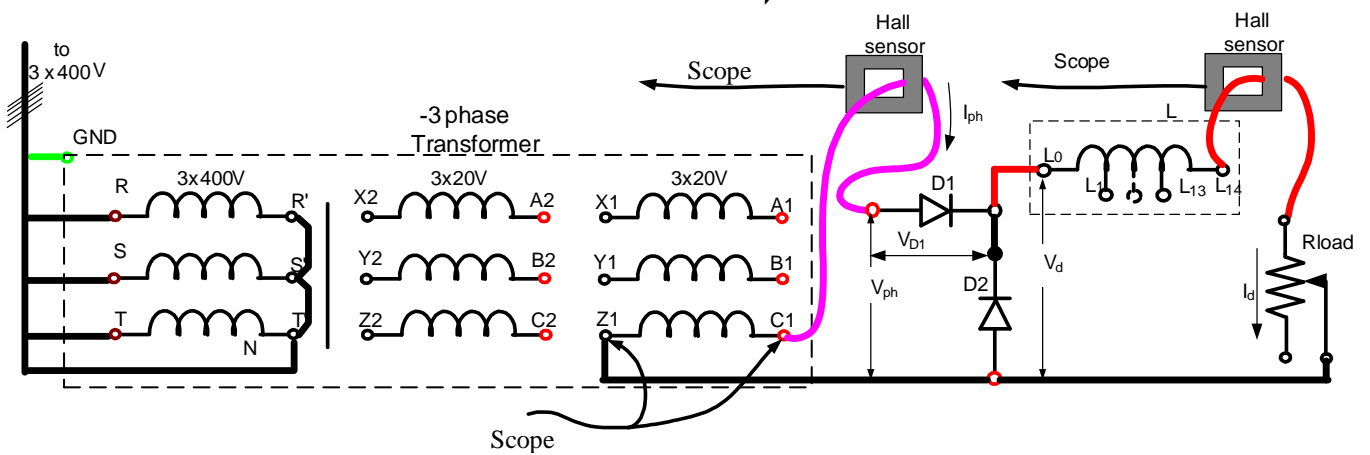 to
3 x 400 V
GND
-3 phase
Transformer
R
3x400V
R'
S
S'
T
T'
N
X2
3x20V
A2
Y2
B2
Z2
C2
X1
3x20V
A1
Y1
B1
Z1
C1
Scope
Scope
Hall
sensor
Iph
D1
VD1
Vph
D2
Vd
Scope
Hall
sensor
L
L0
L1
L13
L14
Rload
Id